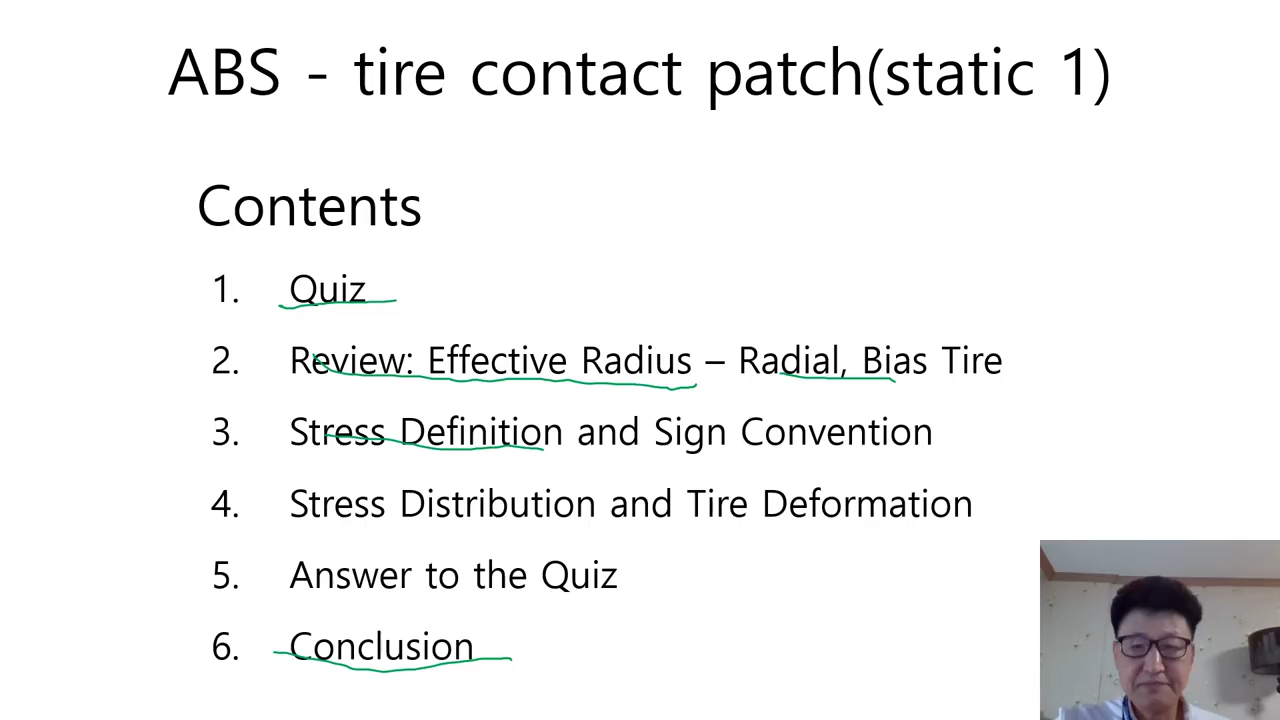 ABS - tire contact patch(static 1)
Contents
1. Quiz
2. Review: Effective Radius – Radial, Bias Tire
3. Stress Definition and Sign Convention
4. Stress Distribution and Tire Deformation
5. Answer to the Quiz
6. Conclusion